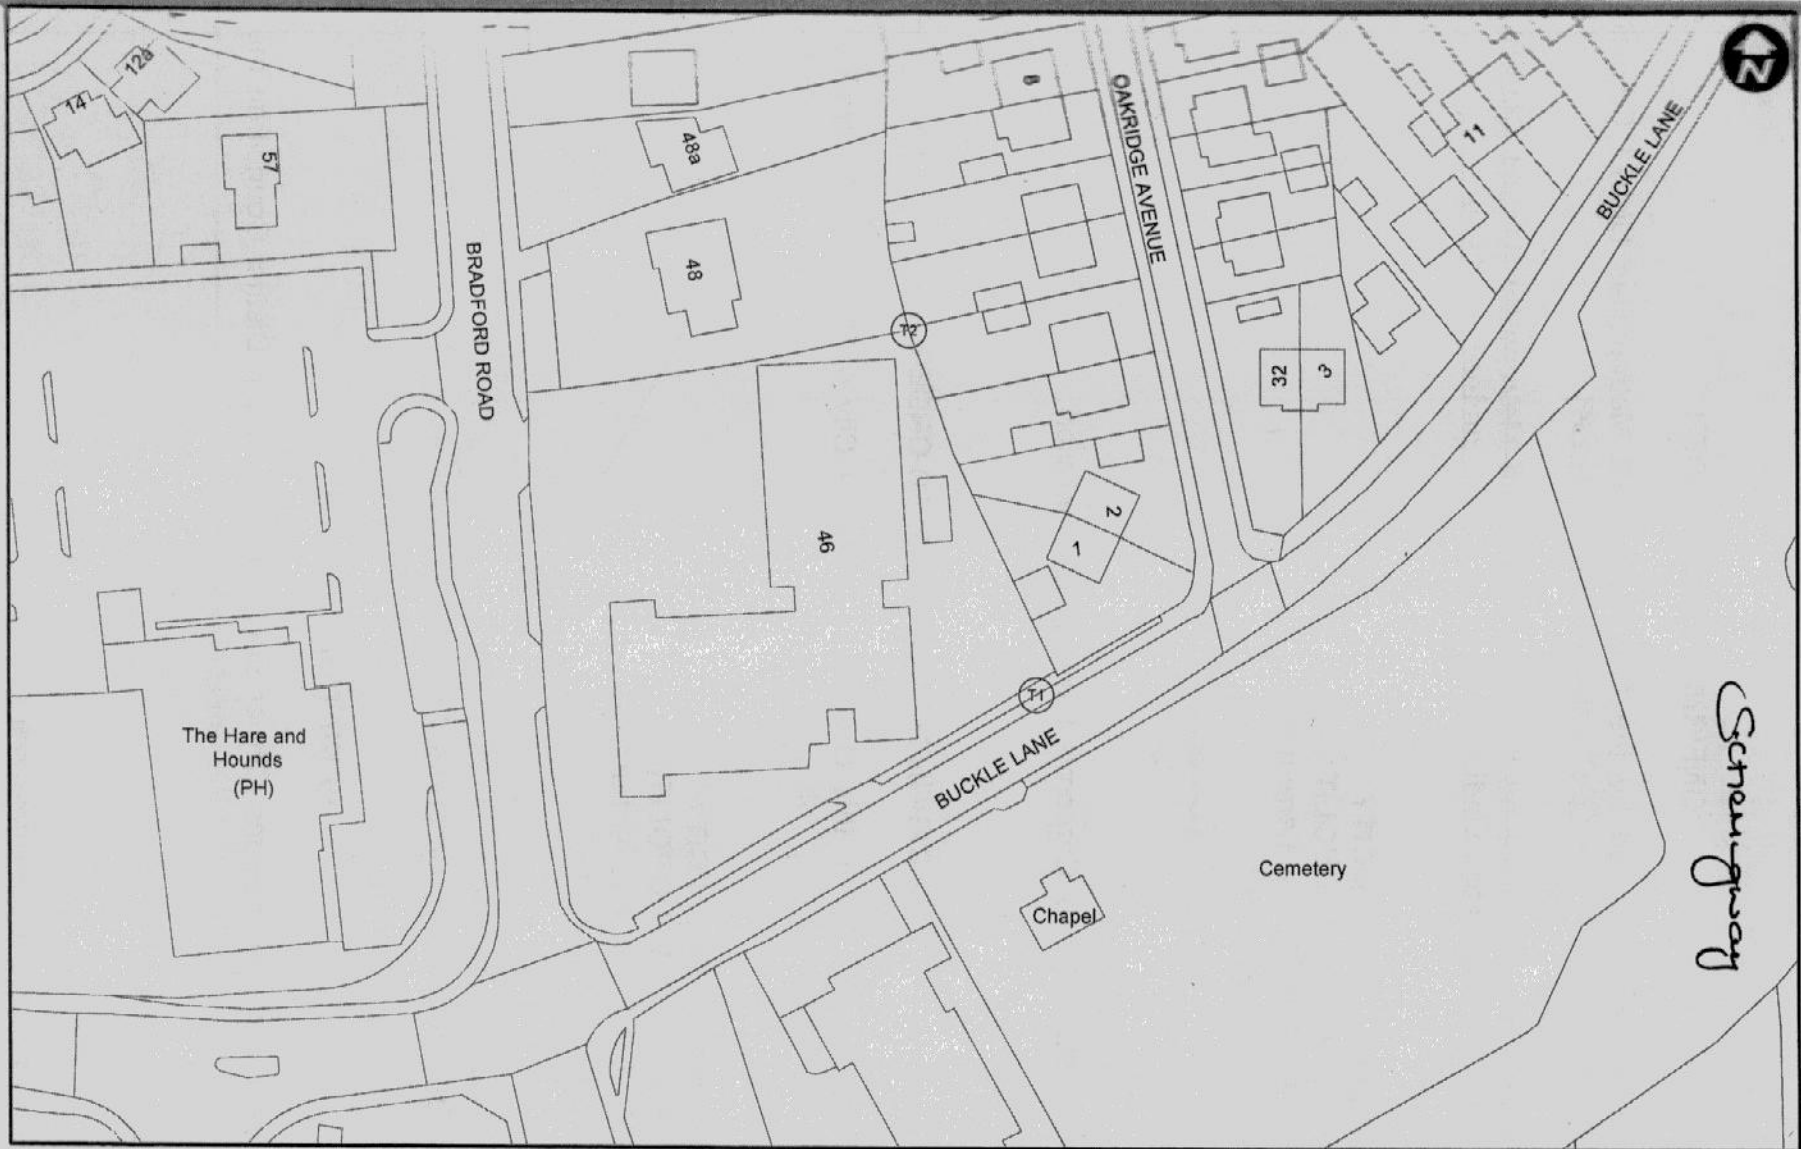 12a
14
57
48a
48
8
OAKRIDGE AVENUE
11
BUCKLE LANE
N
BRADFORD ROAD
T2
32
3
46
2
1
T1
BUCKLE LANE
The Hare and
Hounds
(PH)
Cemetery
Chapel